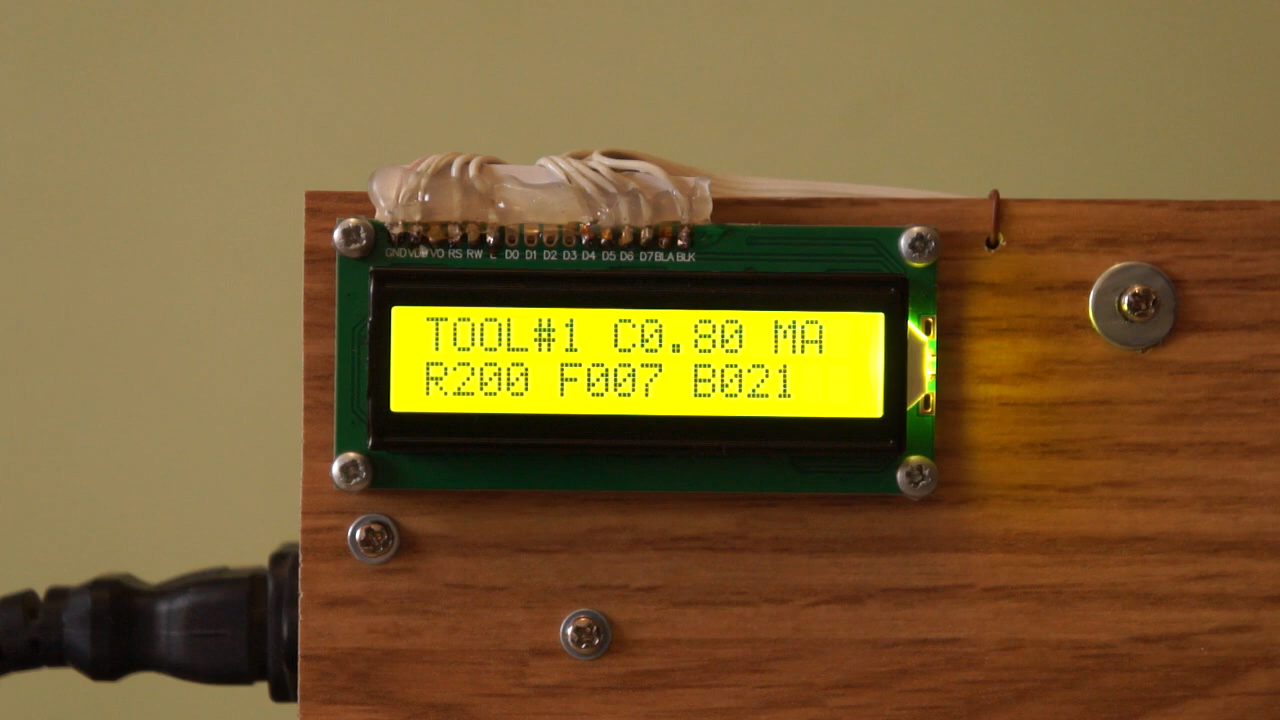 GND VDD VO RS RW E D0 D1 D2 D3 D4 D5 D6 D7 BLA BLK
TOOL#1 C0.80 MA
R200 F007 B021